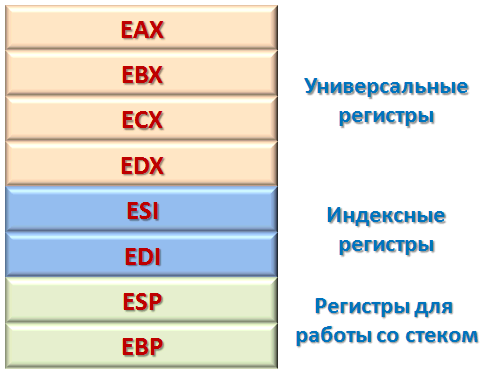 EAX
EBX
ECX
EDX
Универсальные
регистры
ESI
EDI
Индексные
регистры
ESP
EBP
Регистры для
работы со стеком